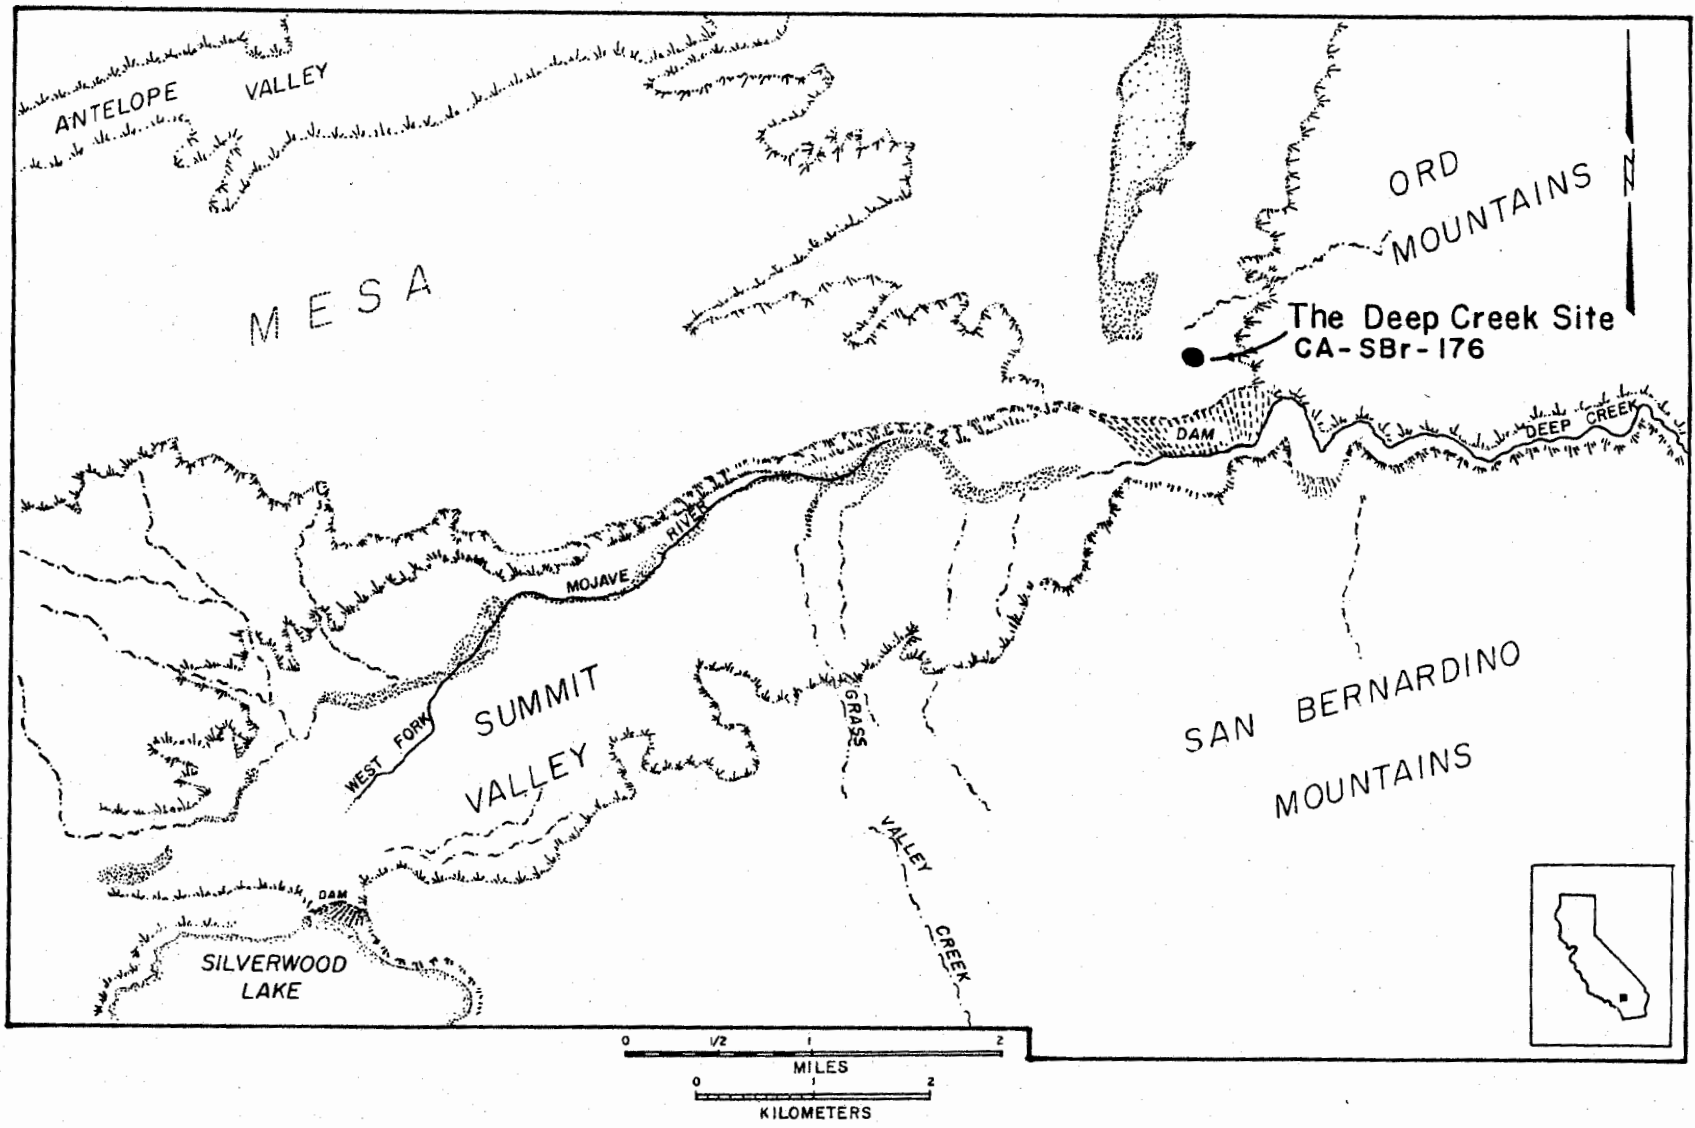 ANTELOPE VALLEY
MESA
ORD
MOUNTAINS
N
The Deep Creek Site
CA-SBr-176
DAM
DEEP CREEK
MOJAVE RIVER
WEST FORK
SUMMIT
VALLEY
GRASS
VALLEY
CREEK
SAN BERNARDINO
MOUNTAINS
DAM
SILVERWOOD
LAKE
0 1/2 1 2
MILES
0 1 2
KILOMETERS